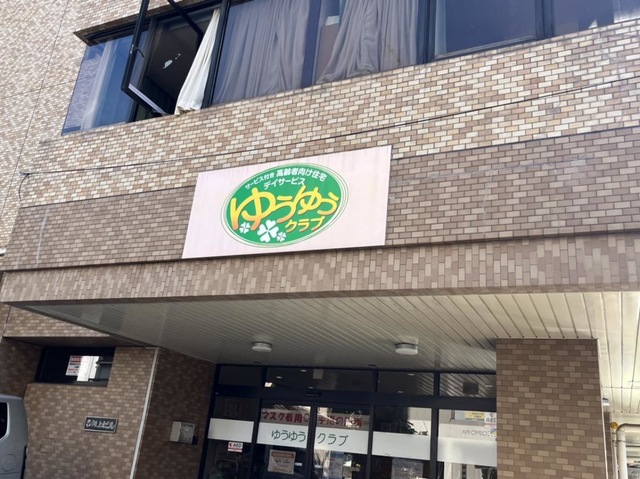 サービス付き 高齢者向け住宅
デイサービス
ゆうゆう
クラブ
マスク着用
ゆうゆう クラブ